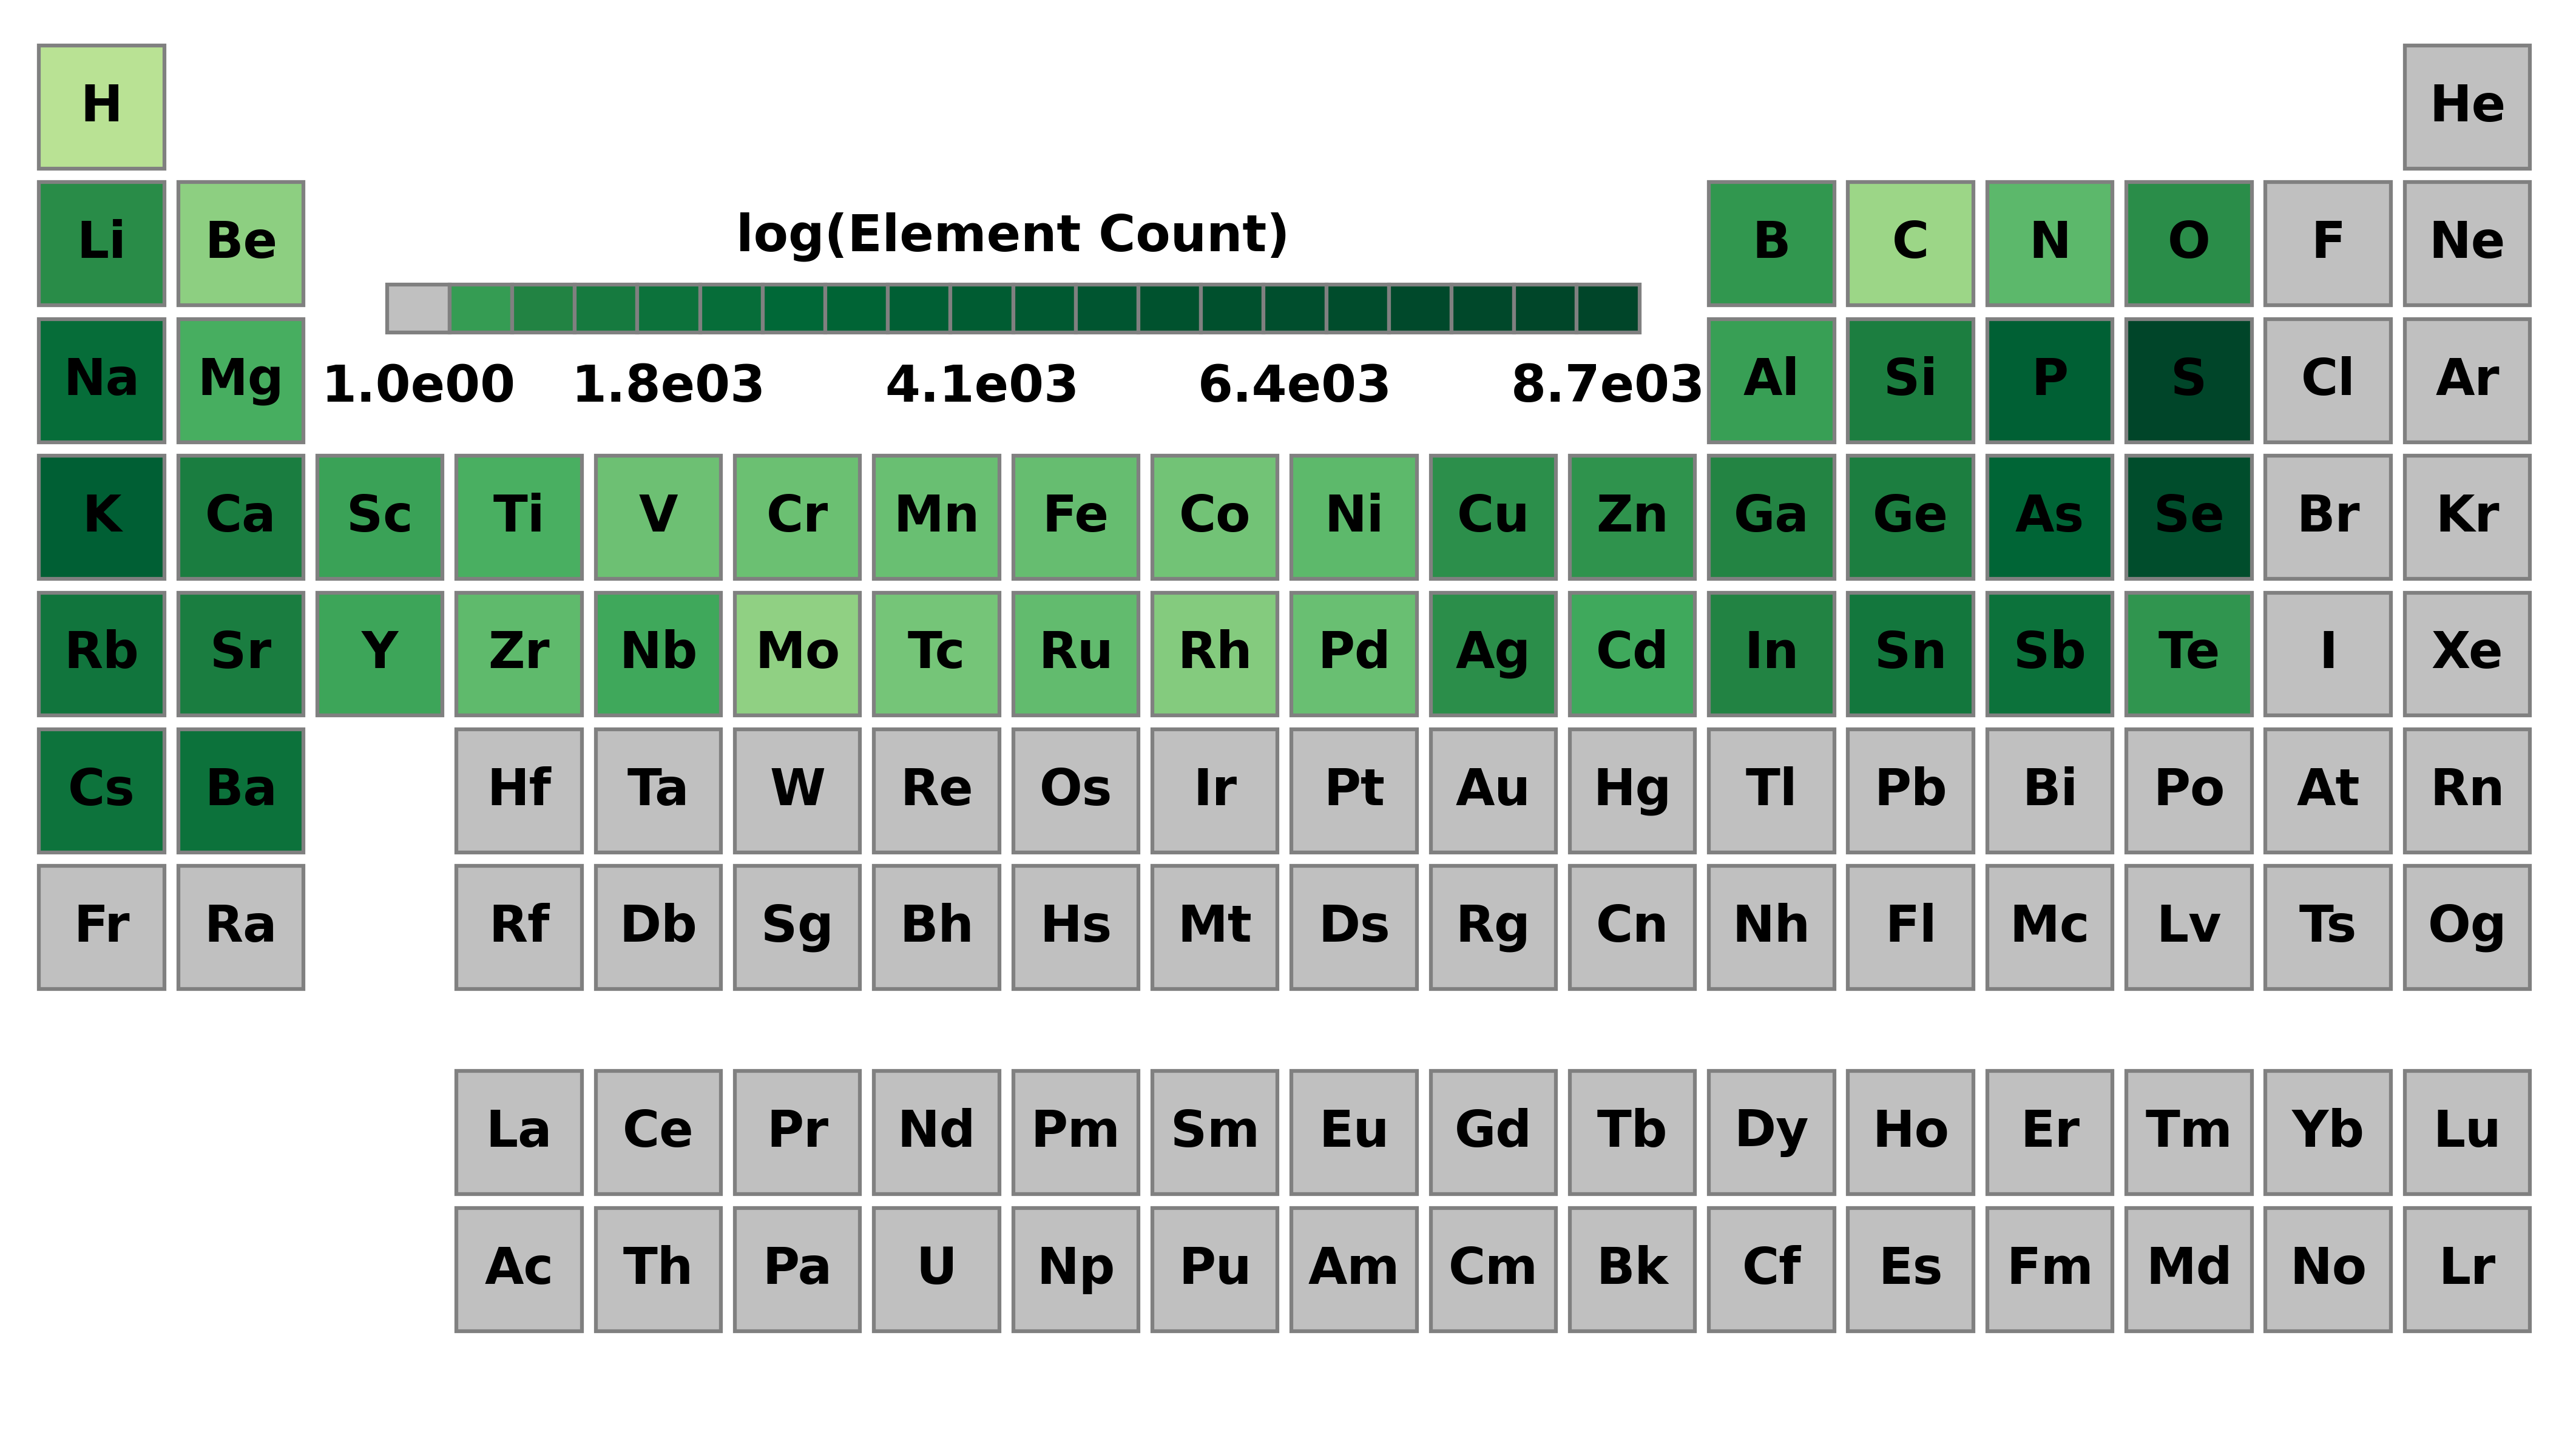 H He
Li Be B C N O F Ne
log(Element Count)
Na Mg 1.0e00 1.8e03 4.1e03 6.4e03 8.7e03 Al Si P S Cl Ar
K Ca Sc Ti V Cr Mn Fe Co Ni Cu Zn Ga Ge As Se Br Kr
Rb Sr Y Zr Nb Mo Tc Ru Rh Pd Ag Cd In Sn Sb Te I Xe
Cs Ba Hf Ta W Re Os Ir Pt Au Hg Tl Pb Bi Po At Rn
Fr Ra Rf Db Sg Bh Hs Mt Ds Rg Cn Nh Fl Mc Lv Ts Og
La Ce Pr Nd Pm Sm Eu Gd Tb Dy Ho Er Tm Yb Lu
Ac Th Pa U Np Pu Am Cm Bk Cf Es Fm Md No Lr